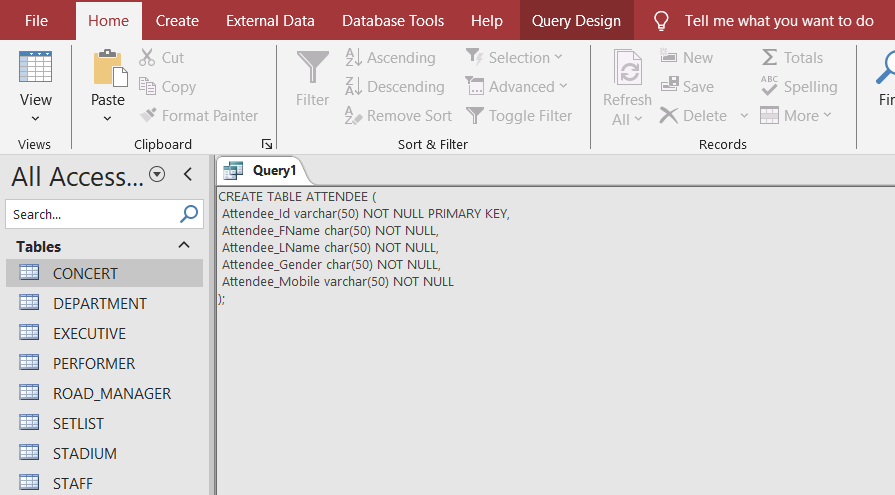 File Home Create External Data Database Tools Help Query Design Tell me what you want to do
View
Views
Paste
Cut
Copy
Format Painter
Clipboard
Filter
Ascending
Descending
Remove Sort
Selection
Advanced
Toggle Filter
Sort & Filter
Refresh
All
New
Save
Delete
Totals
Spelling
More
Records
Fin
All Access...
Search...
Tables
CONCERT
DEPARTMENT
EXECUTIVE
PERFORMER
ROAD_MANAGER
SETLIST
STADIUM
STAFF
Query1
CREATE TABLE ATTENDEE (
Attendee_Id varchar(50) NOT NULL PRIMARY KEY,
Attendee_FName char(50) NOT NULL,
Attendee_LName char(50) NOT NULL,
Attendee_Gender char(50) NOT NULL,
Attendee_Mobile varchar(50) NOT NULL
);